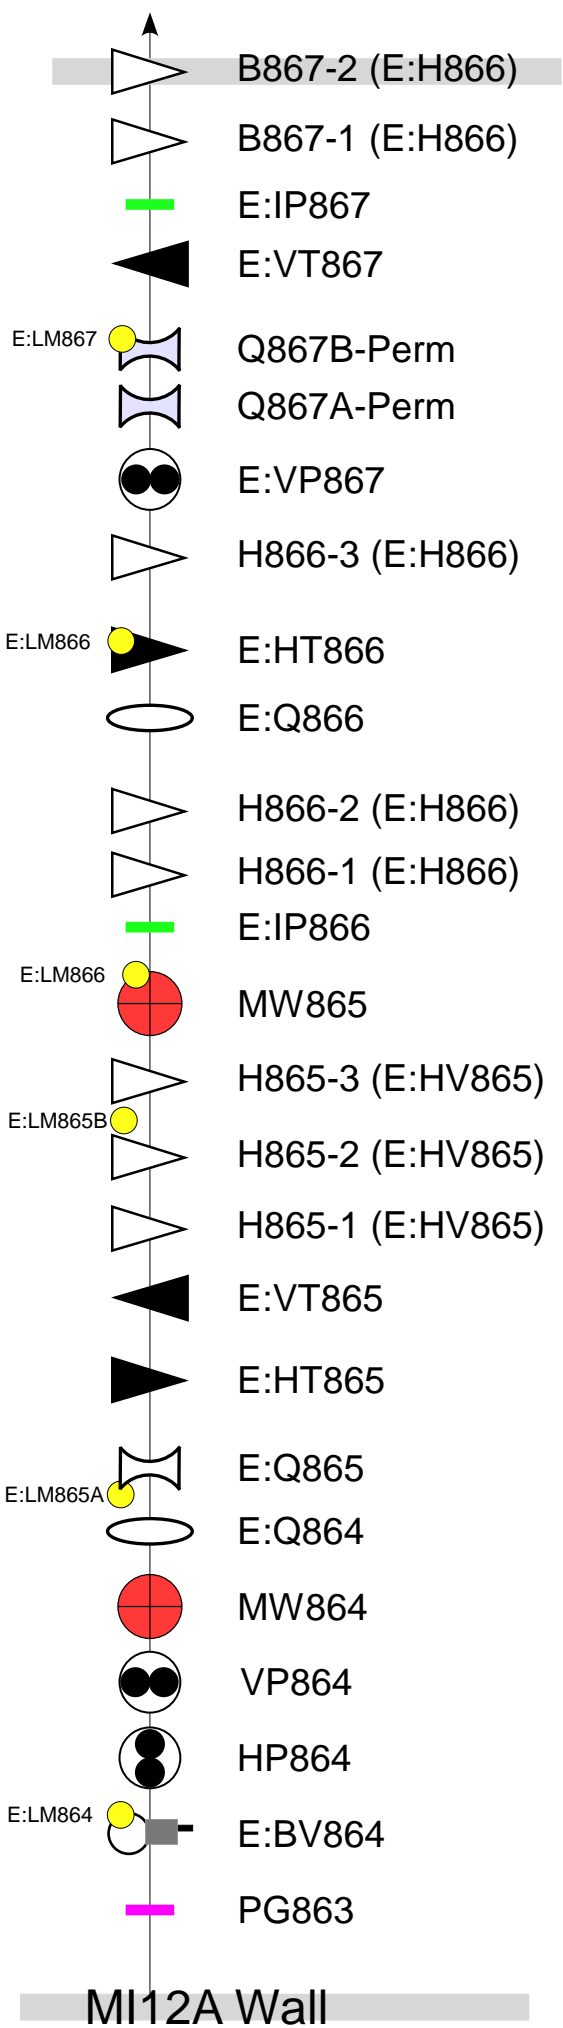 B867-2 (E:H866)
B867-1 (E:H866)
E:IP867
E:VT867
E:LM867
Q867B-Perm
Q867A-Perm
E:VP867
H866-3 (E:H866)
E:LM866
E:HT866
E:Q866
H866-2 (E:H866)
H866-1 (E:H866)
E:IP866
E:LM866
MW865
H865-3 (E:HV865)
E:LM865B
H865-2 (E:HV865)
H865-1 (E:HV865)
E:VT865
E:HT865
E:Q865
E:LM865A
E:Q864
MW864
VP864
HP864
E:LM864
E:BV864
PG863
MI12A Wall